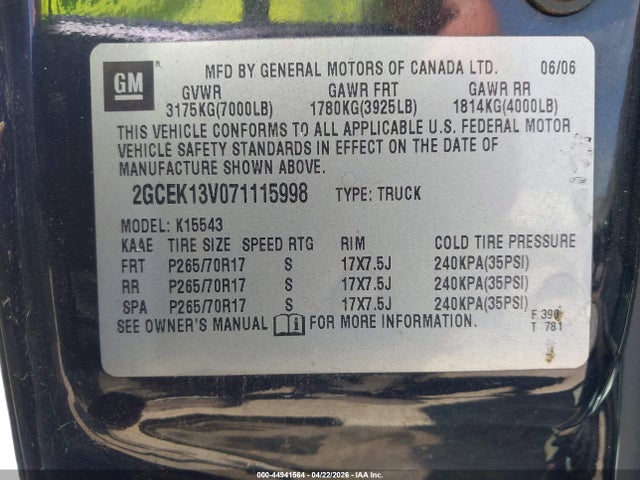 GM
MFD BY GENERAL MOTORS OF CANADA LTD. 06/06
GVWR GAWR FRT GAWR RR
3175KG(7000LB) 1780KG(3925LB) 1814KG(4000LB)
THIS VEHICLE CONFORMS TO ALL APPLICABLE U.S. FEDERAL MOTOR
VEHICLE SAFETY STANDARDS IN EFFECT ON THE DATE OF
MANUFACTURE SHOWN ABOVE.
2GCEK13V071115998 TYPE: TRUCK
MODEL: K15543
KAAE TIRE SIZE SPEED RTG RIM COLD TIRE PRESSURE
FRT P265/70R17 S 17X7.5J 240KPA(35PSI)
RR P265/70R17 S 17X7.5J 240KPA(35PSI)
SPA P265/70R17 S 17X7.5J 240KPA(35PSI)
SEE OWNER'S MANUAL FOR MORE INFORMATION.
F 390
T 781
000-44941564 - 04/22/2026 - IAA Inc.